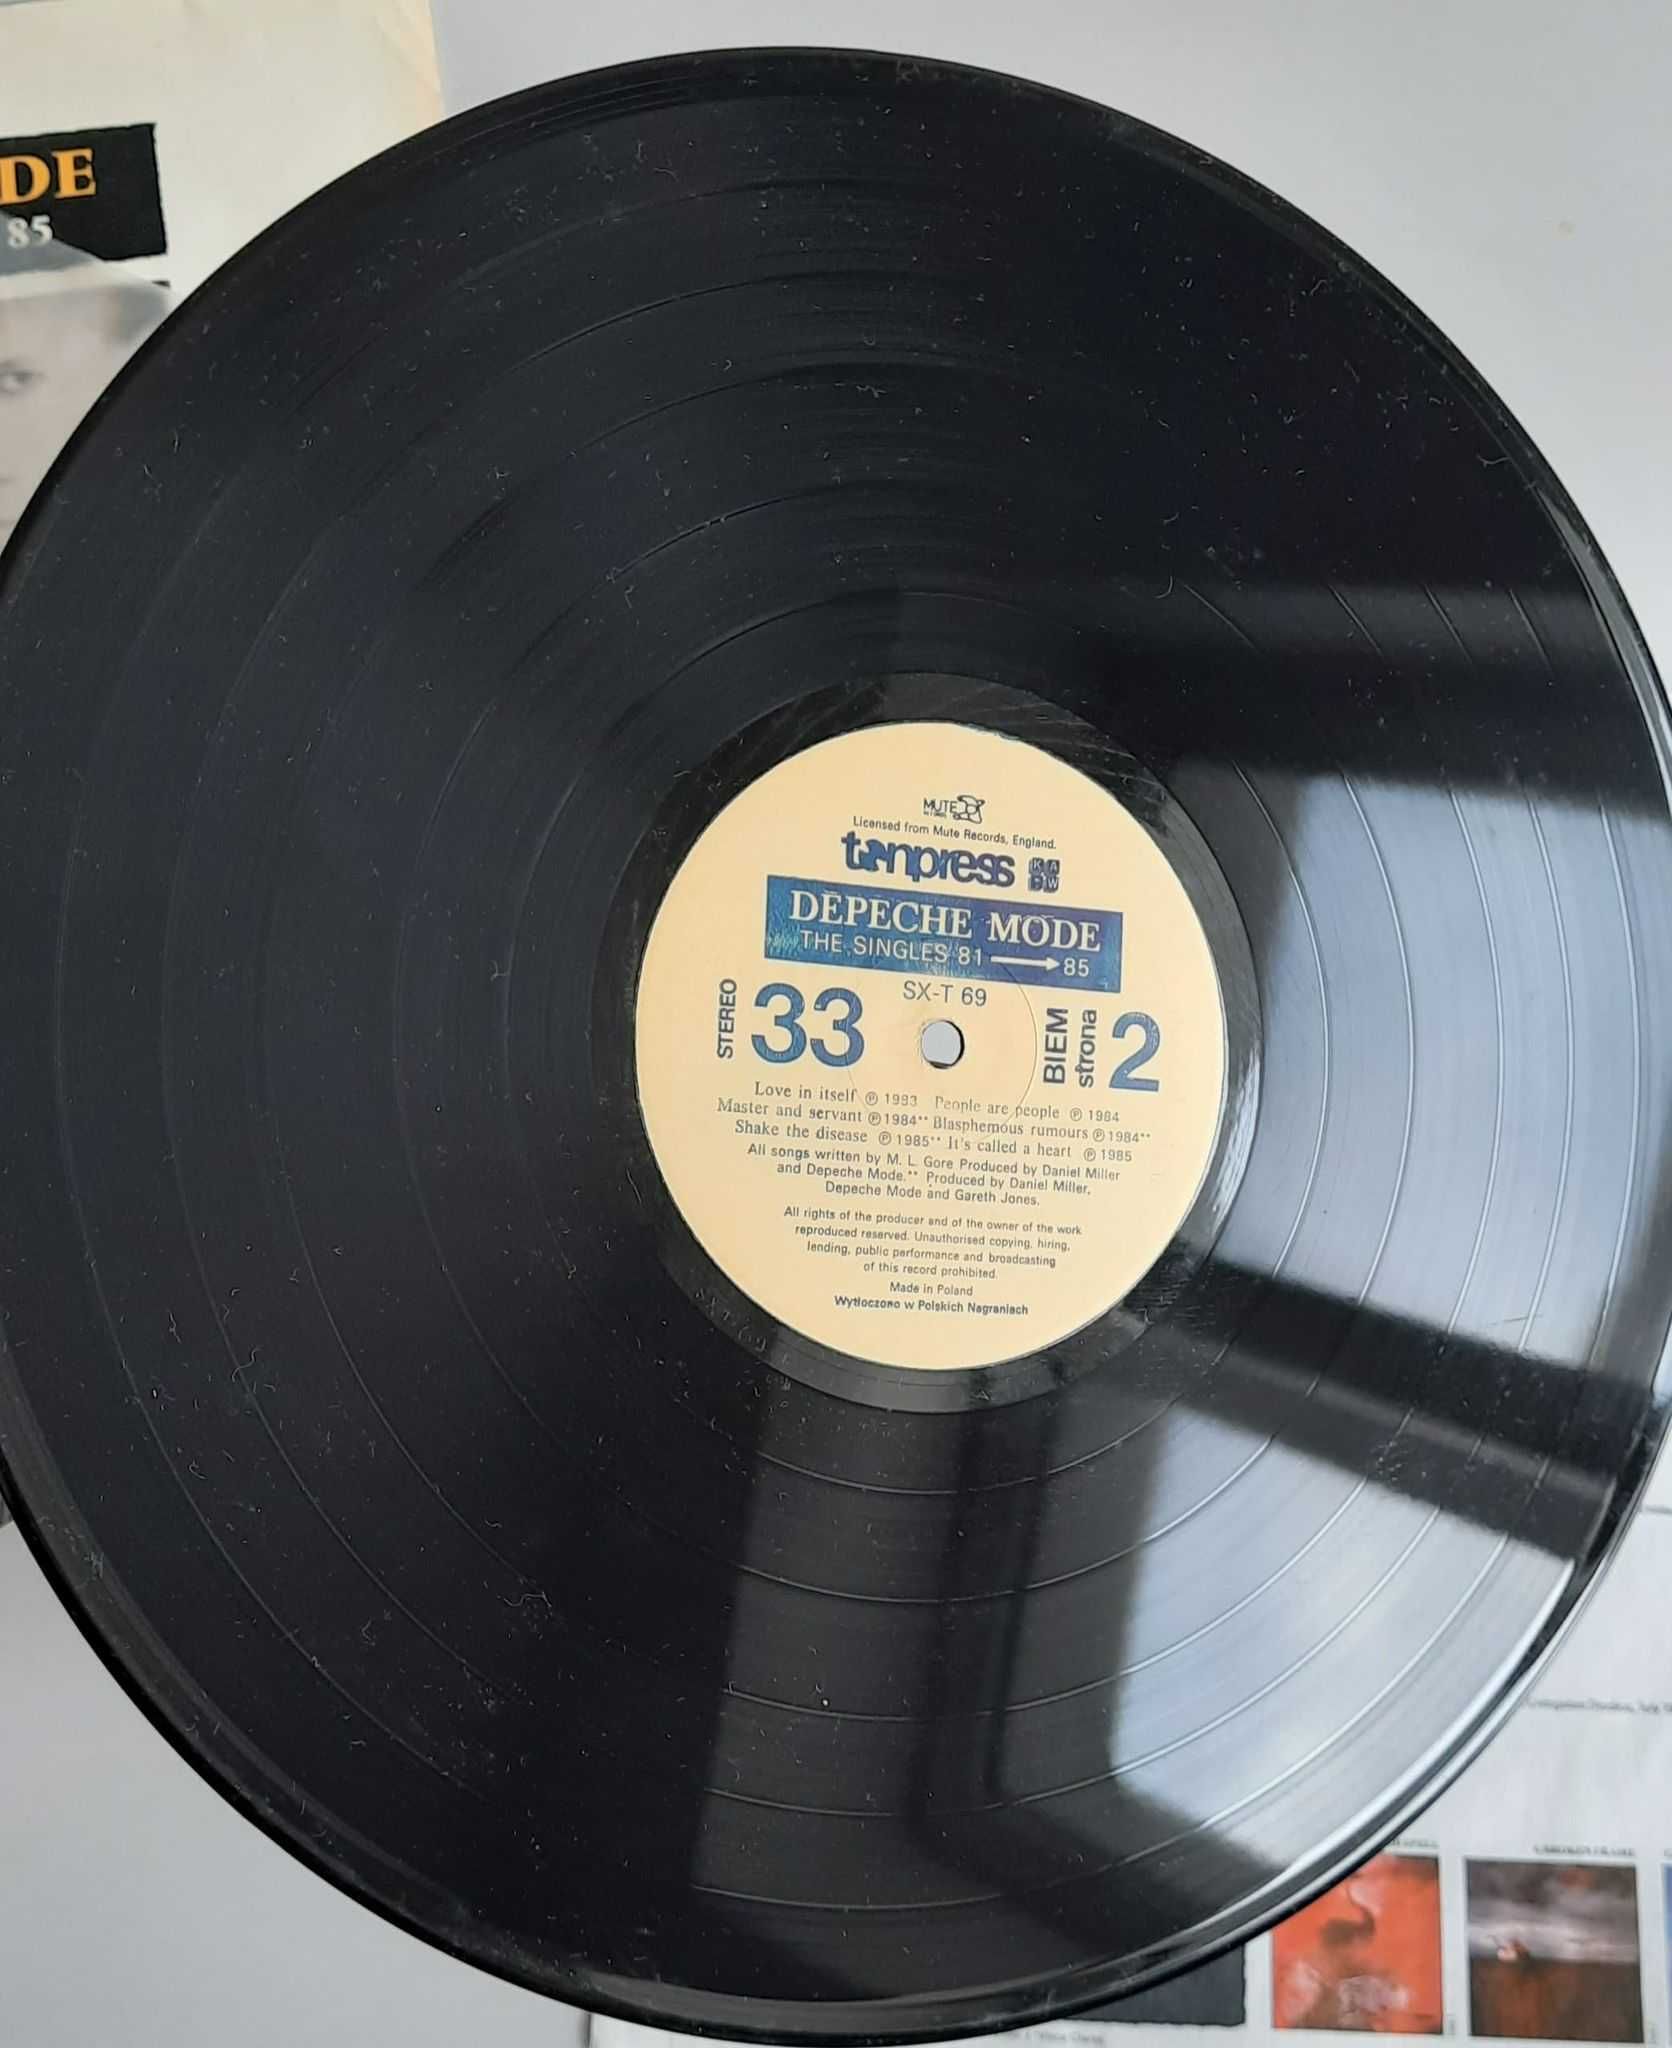 DE
85
MUTE
Licensed from Mute Records, England.
tonpress KAW
DEPECHE MODE
THE SINGLES 81 → 85
SX-T 69
STEREO 33
BIEM
strona 2
Love in itself ℗ 1983 People are people ℗ 1984
Master and servant ℗ 1984** Blasphemous rumours ℗ 1984**
Shake the disease ℗ 1985** It's called a heart ℗ 1985
All songs written by M. L. Gore Produced by Daniel Miller
and Depeche Mode.** Produced by Daniel Miller,
Depeche Mode and Gareth Jones.
All rights of the producer and of the owner of the work
reproduced reserved. Unauthorised copying, hiring,
lending, public performance and broadcasting
of this record prohibited.
Made in Poland
Wytłoczono w Polskich Nagraniach
SX-T 69